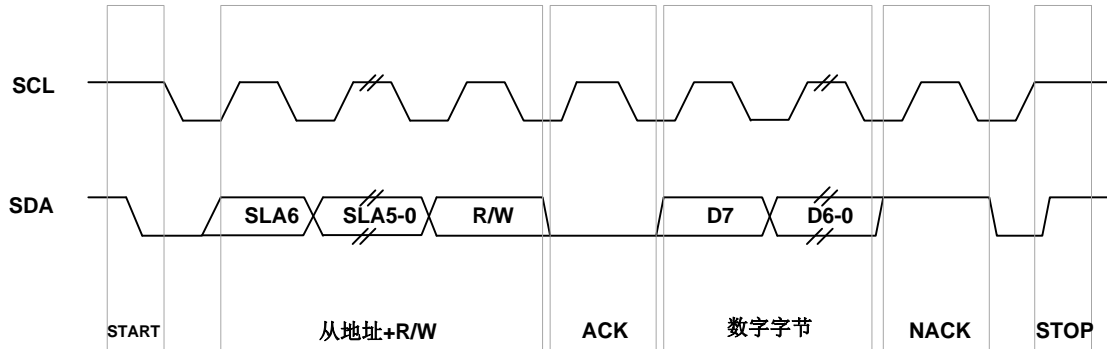 SCL
SDA
SLA6 SLA5-0 R/W D7 D6-0
START 从地址+R/W ACK 数字字节 NACK STOP